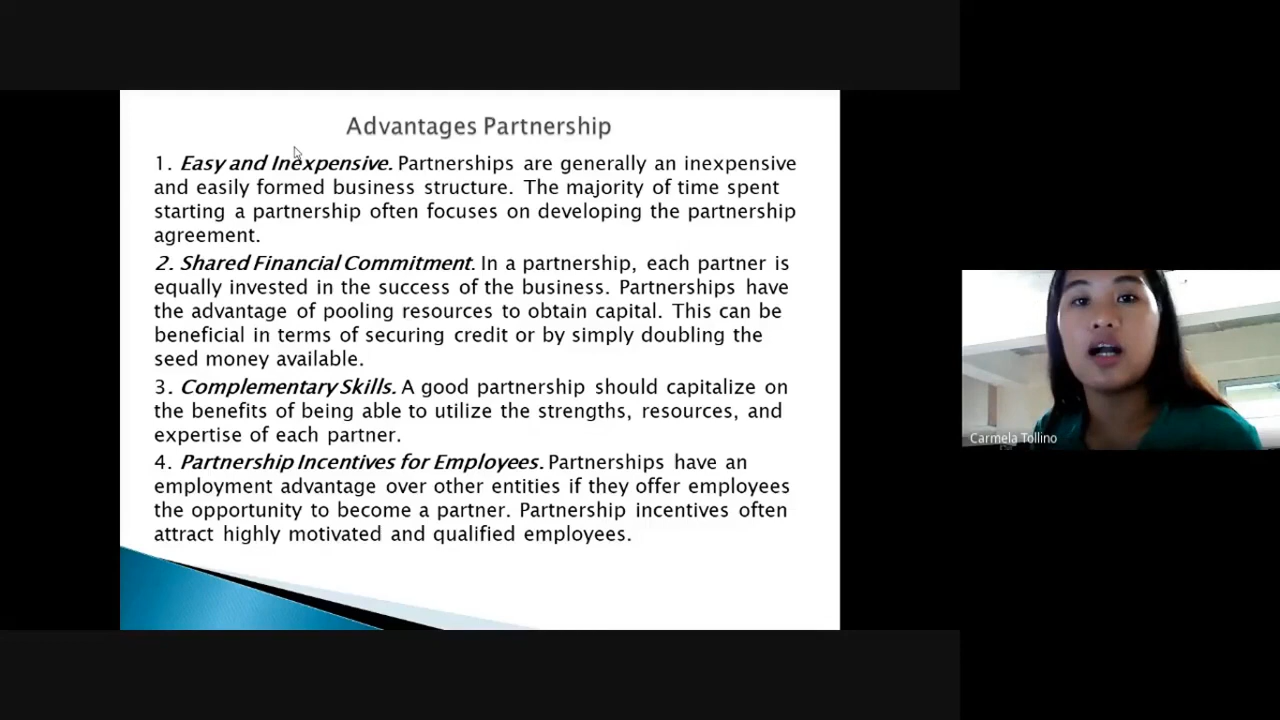 Advantages Partnership
1. Easy and Inexpensive. Partnerships are generally an inexpensive
and easily formed business structure. The majority of time spent
starting a partnership often focuses on developing the partnership
agreement.
2. Shared Financial Commitment. In a partnership, each partner is
equally invested in the success of the business. Partnerships have
the advantage of pooling resources to obtain capital. This can be
beneficial in terms of securing credit or by simply doubling the
seed money available.
3. Complementary Skills. A good partnership should capitalize on
the benefits of being able to utilize the strengths, resources, and
expertise of each partner.
4. Partnership Incentives for Employees. Partnerships have an
employment advantage over other entities if they offer employees
the opportunity to become a partner. Partnership incentives often
attract highly motivated and qualified employees.
Carmela Tollino